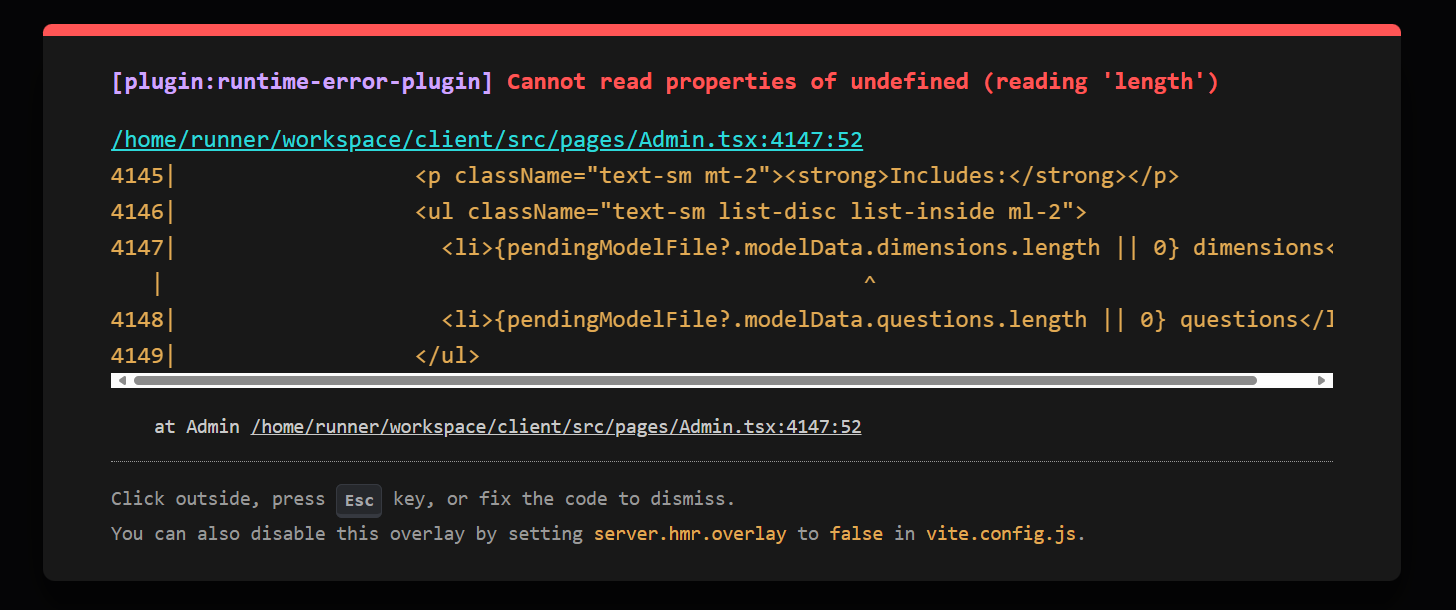 [plugin:runtime-error-plugin] Cannot read properties of undefined (reading 'length')
/home/runner/workspace/client/src/pages/Admin.tsx:4147:52
4145|                  <p className="text-sm mt-2"><strong>Includes:</strong></p>
4146|                  <ul className="text-sm list-disc list-inside ml-2">
4147|                    <li>{pendingModelFile?.modelData.dimensions.length || 0} dimensions<
|                                                      ^
4148|                    <li>{pendingModelFile?.modelData.questions.length || 0} questions</l
4149|                  </ul>
at Admin /home/runner/workspace/client/src/pages/Admin.tsx:4147:52
Click outside, press Esc key, or fix the code to dismiss.
You can also disable this overlay by setting server.hmr.overlay to false in vite.config.js.